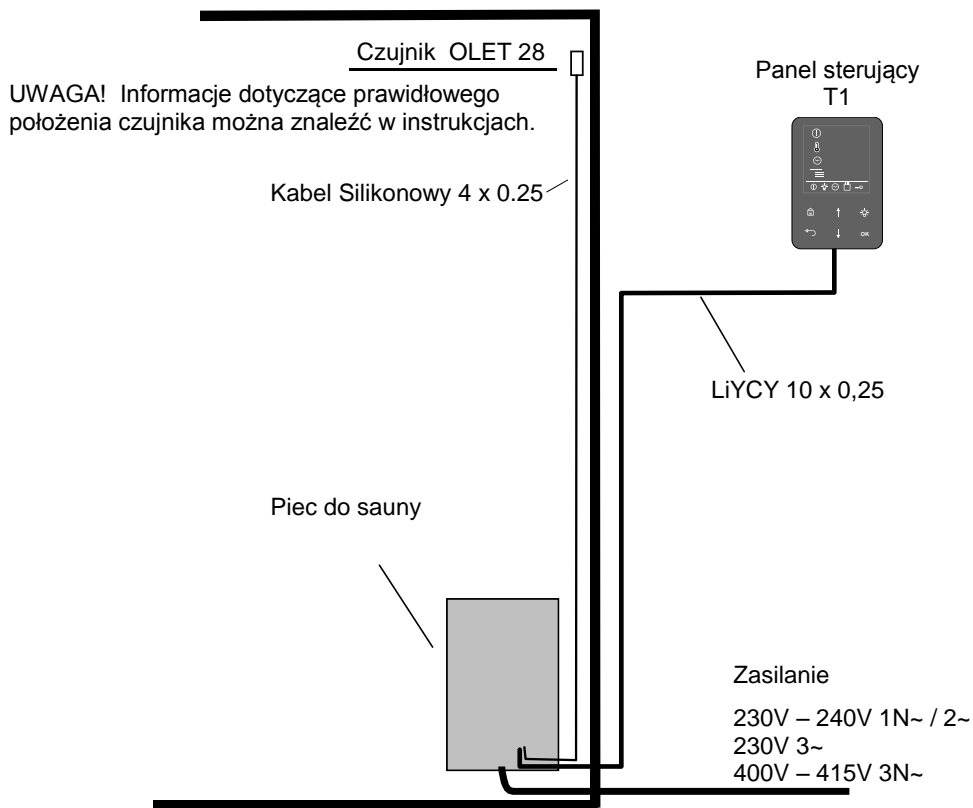 Czujnik OLET 28
UWAGA! Informacje dotyczące prawidłowego
położenia czujnika można znaleźć w instrukcjach.
Kabel Silikonowy 4 x 0.25
Panel sterujący
T1
OK
LiYCY 10 x 0,25
Piec do sauny
Zasilanie
230V – 240V 1N~ / 2~
230V 3~
400V – 415V 3N~